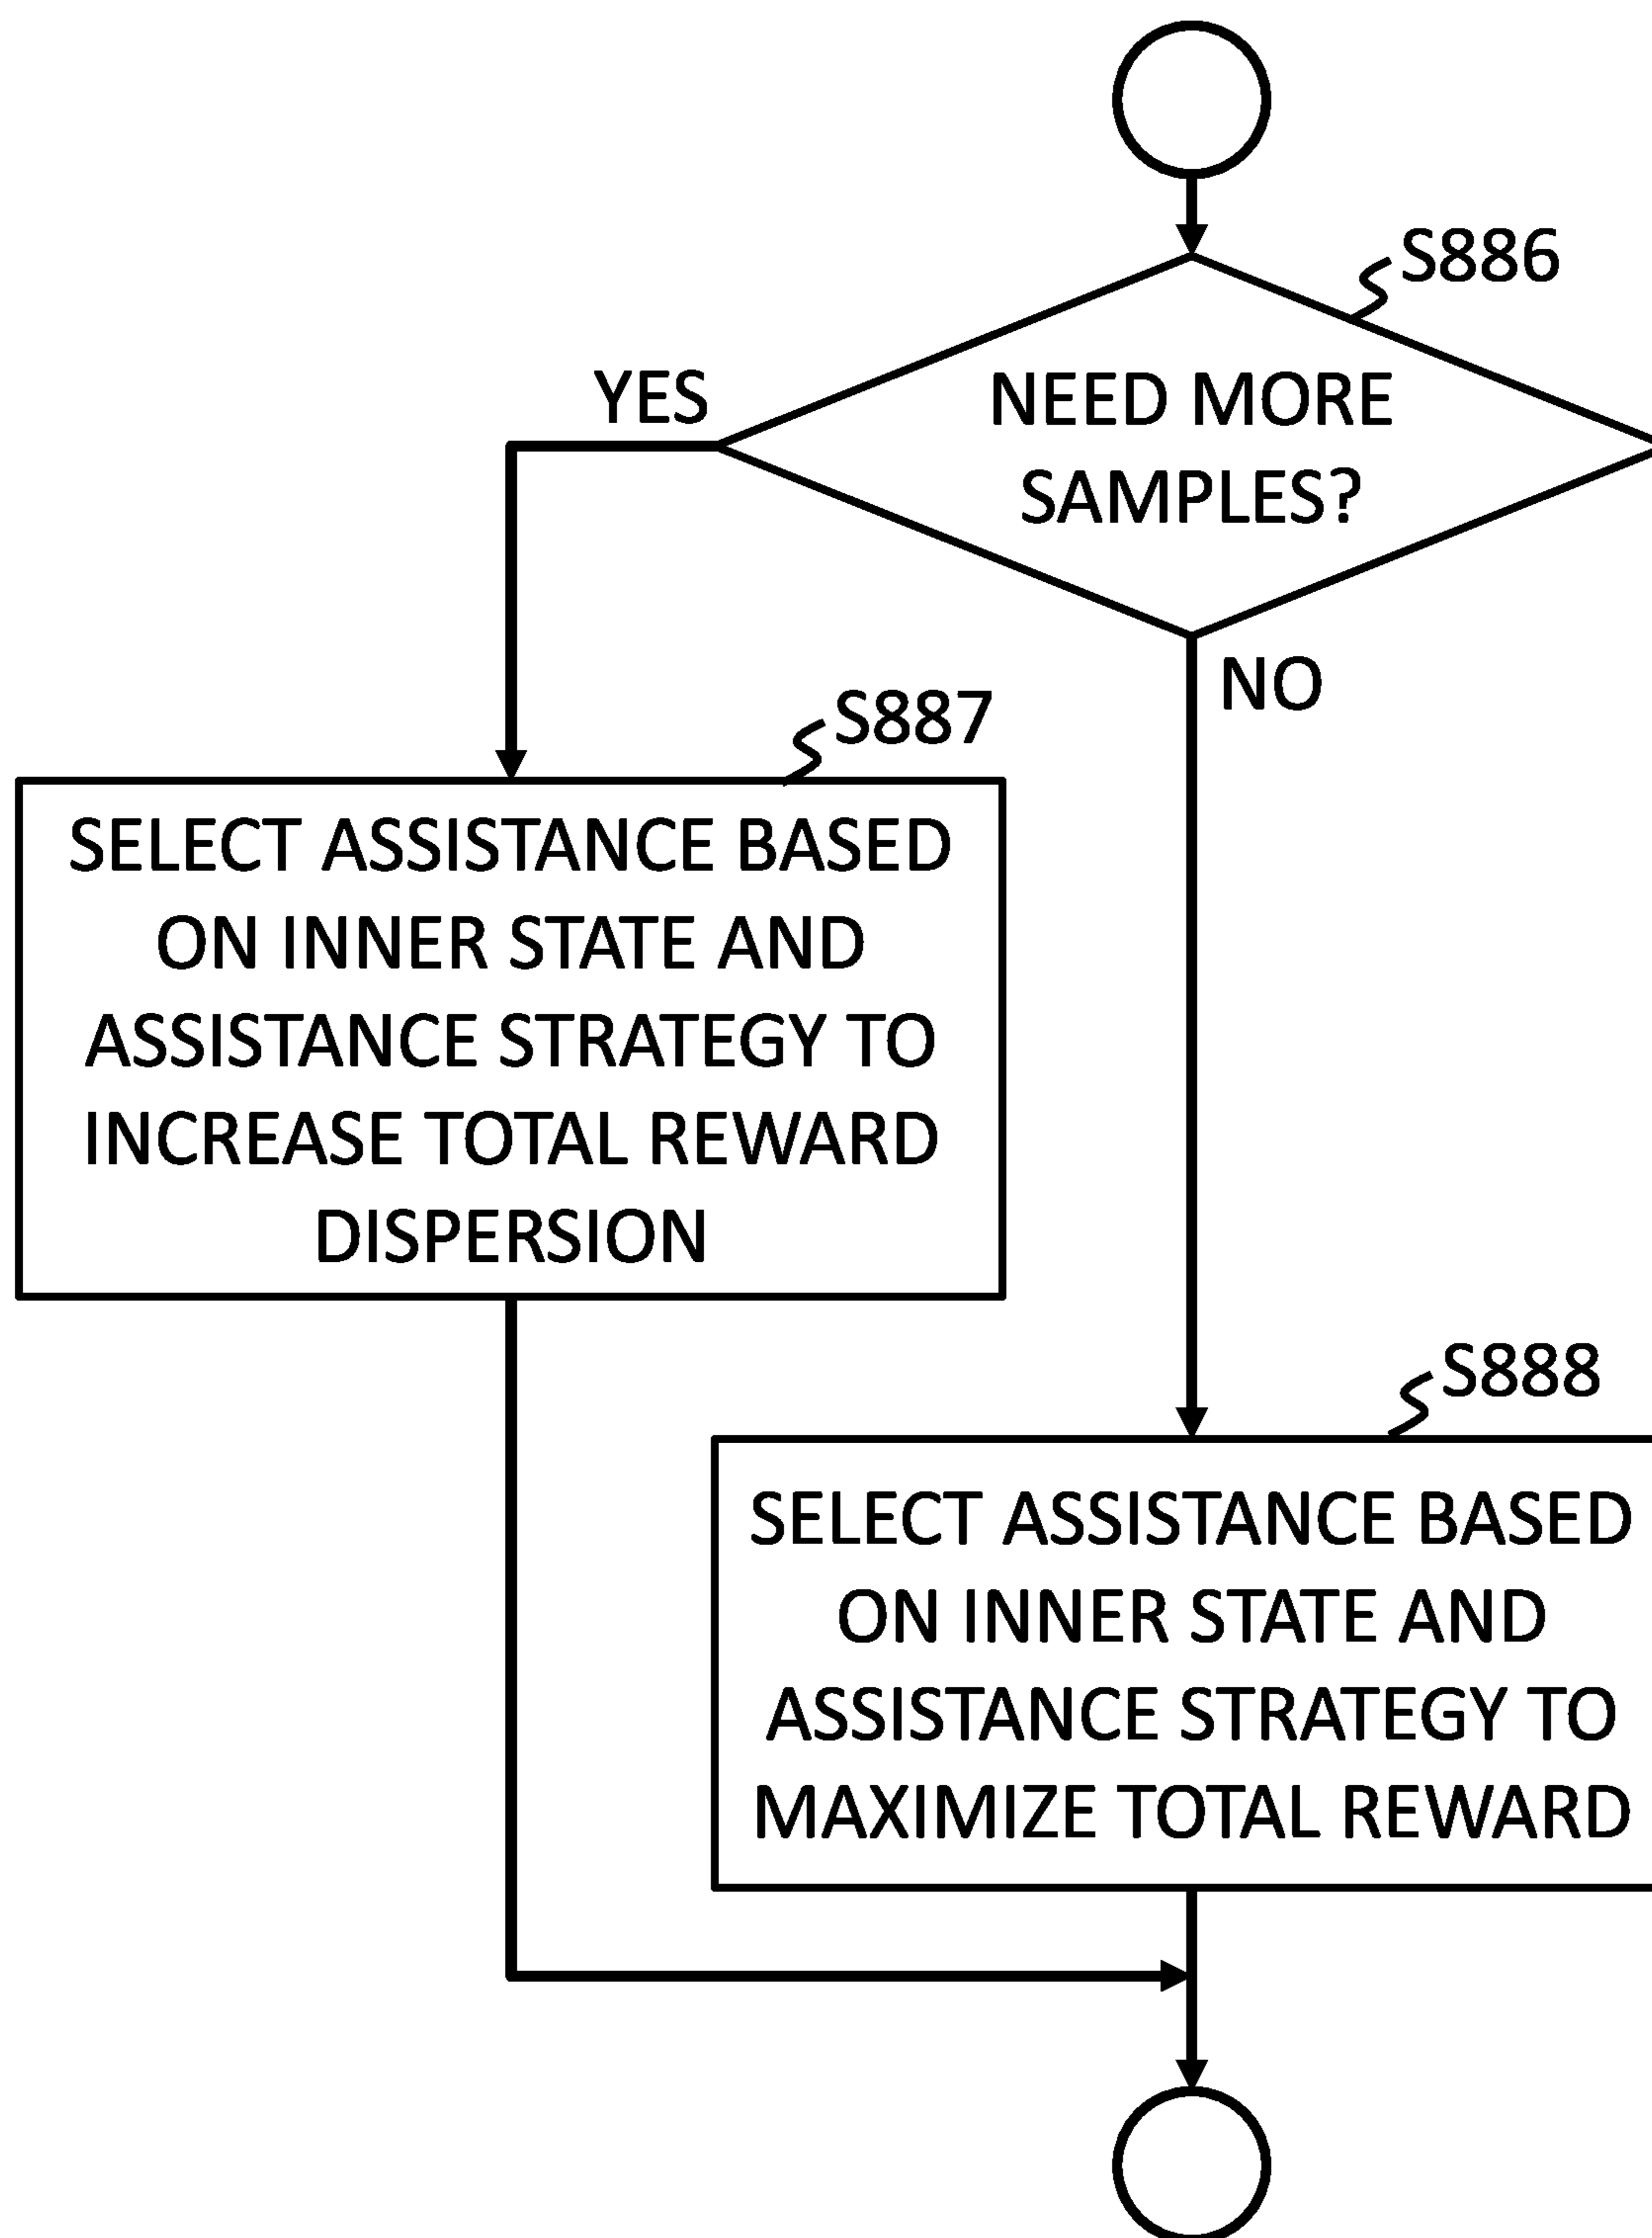 S886
NEED MORE
SAMPLES?
YES
NO
S887
SELECT ASSISTANCE BASED
ON INNER STATE AND
ASSISTANCE STRATEGY TO
INCREASE TOTAL REWARD
DISPERSION
S888
SELECT ASSISTANCE BASED
ON INNER STATE AND
ASSISTANCE STRATEGY TO
MAXIMIZE TOTAL REWARD